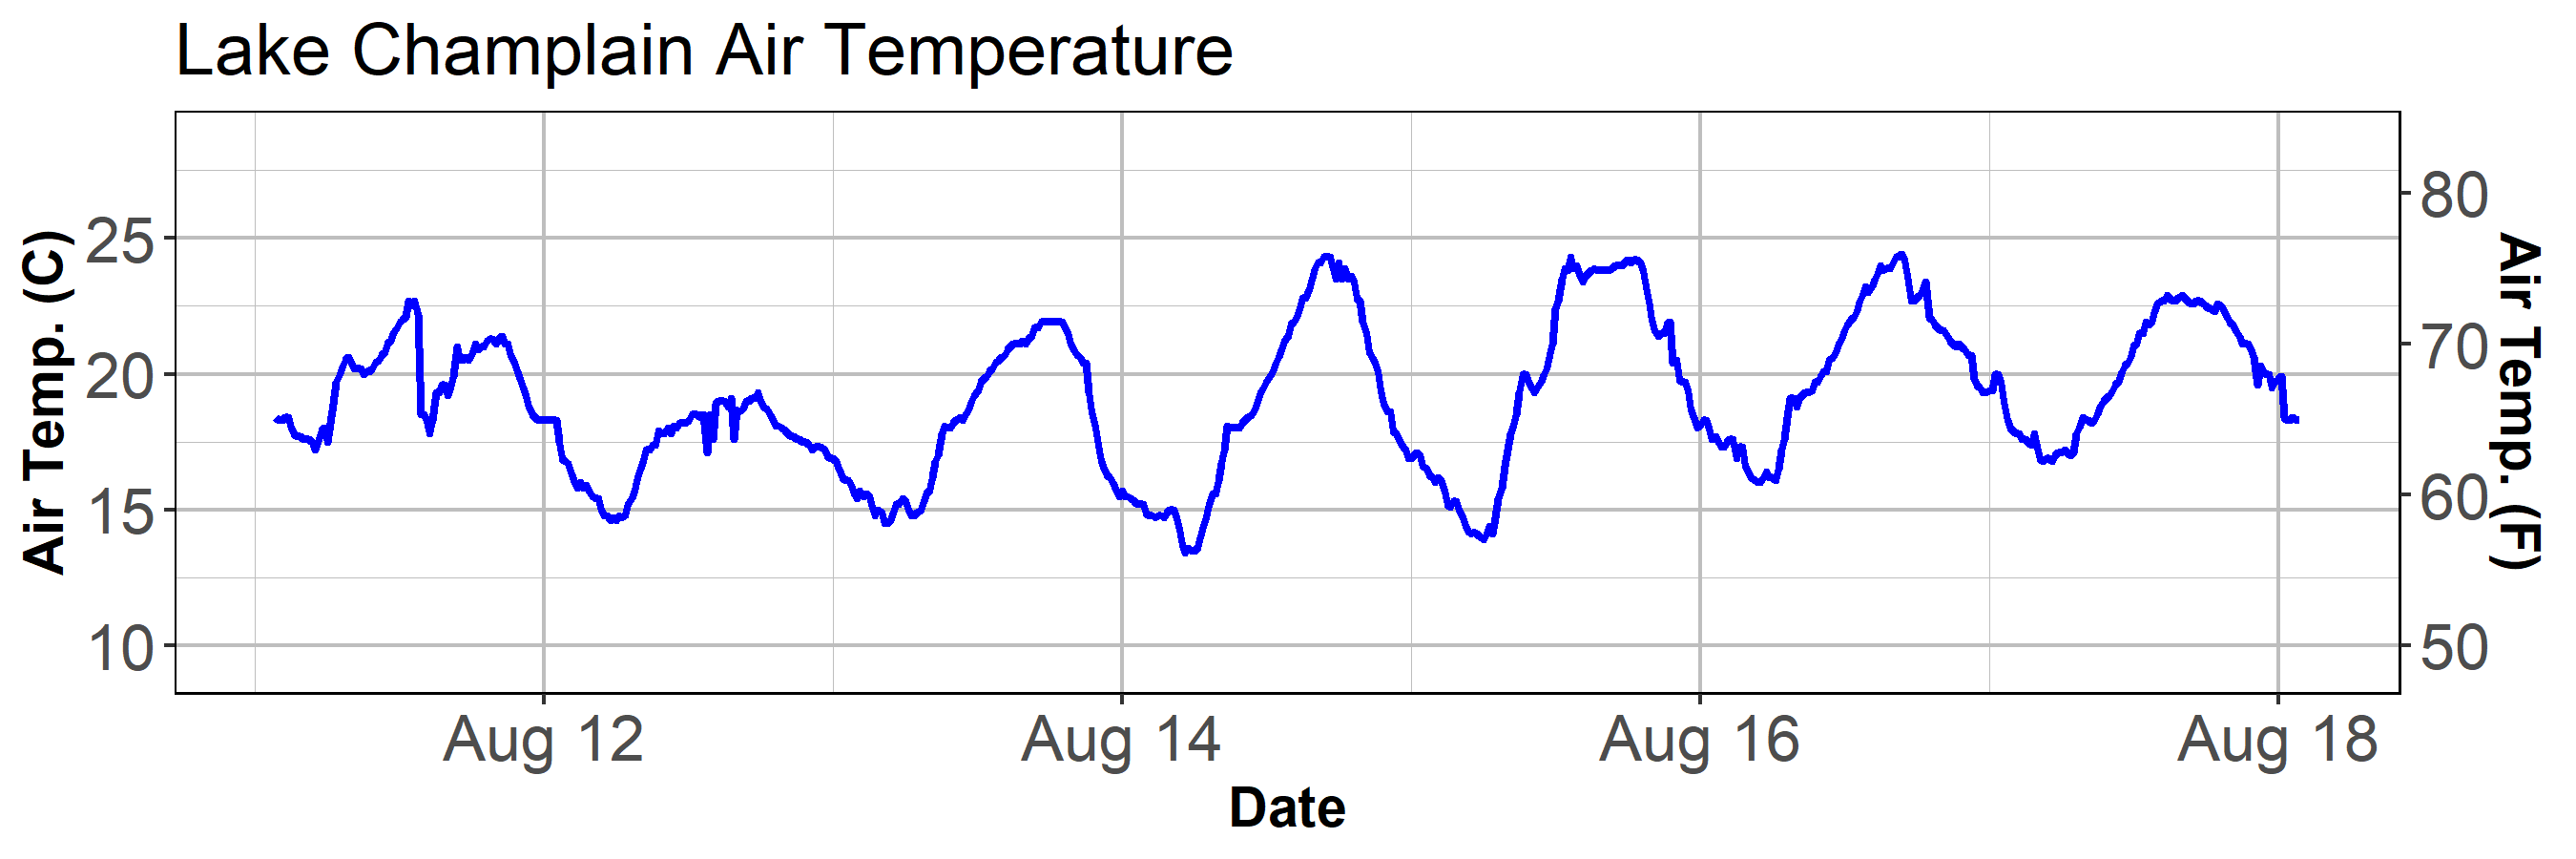 Lake Champlain Air Temperature
Air Temp. (C)
25
20
15
10
80
70
60
50
Air Temp. (F)
Aug 12 Aug 14 Aug 16 Aug 18
Date